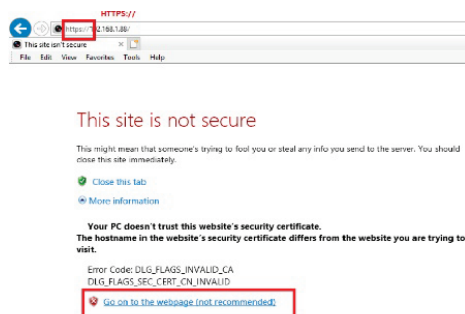 HTTPS://
https://192.168.1.88/
This site isn't secure
File Edit View Favorites Tools Help
This site is not secure
This might mean that someone's trying to fool you or steal any info you send to the server. You should
close this site immediately.
Close this tab
More information
Your PC doesn't trust this website's security certificate.
The hostname in the website's security certificate differs from the website you are trying to
visit.
Error Code: DLG_FLAGS_INVALID_CA
DLG_FLAGS_SEC_CERT_CN_INVALID
Go on to the webpage (not recommended)